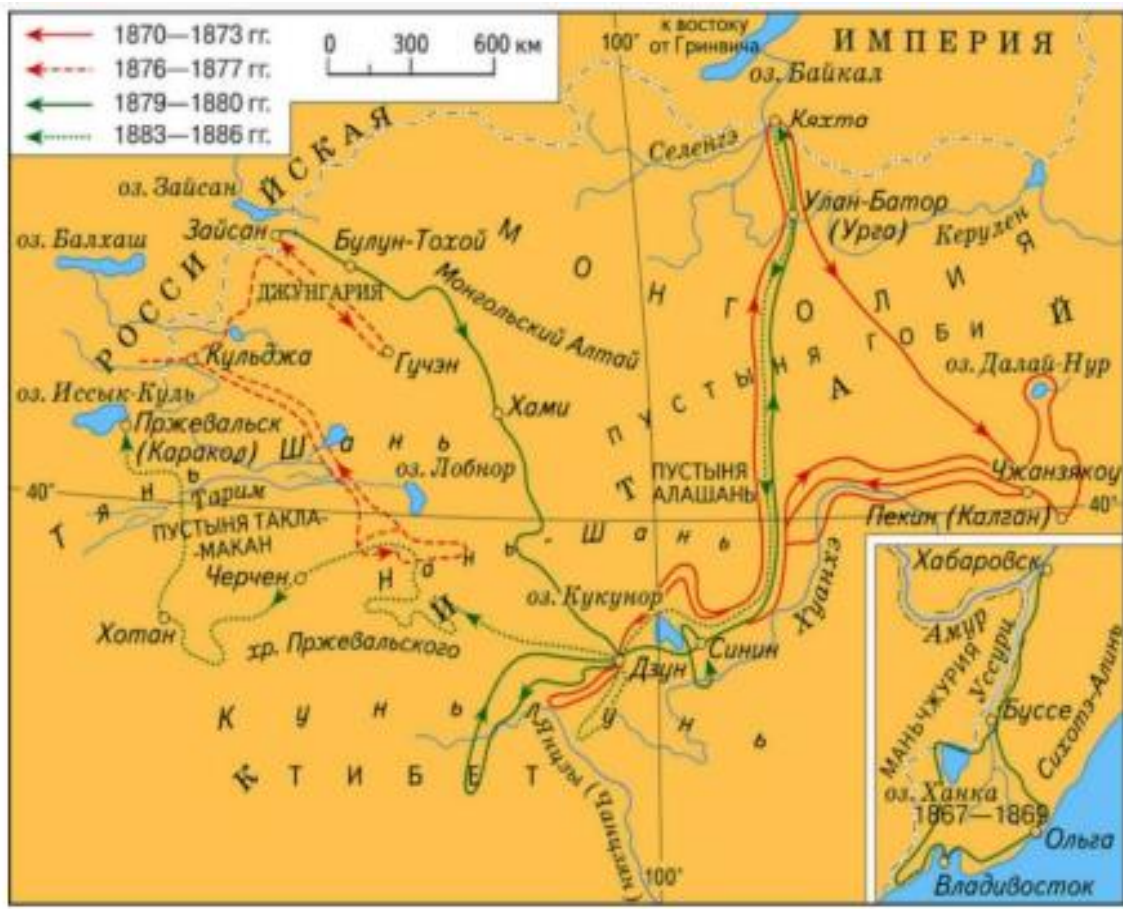 1870—1873 гг.
1876—1877 гг.
1879—1880 гг.
1883—1886 гг.
0 300 600 км
100°
к востоку
от Гринвича
ИМПЕРИЯ
оз. Байкал
Кяхта
Селенгэ
РОССИЙСКАЯ
оз. Зайсан
Зайсан
оз. Балхаш
Булун-Тохой
Улан-Батор
(Урга)
Керулен
МОНГОЛИЯ
ДЖУНГАРИЯ
Монгольский Алтай
ПУСТЫНЯ ГОБИ
Кульджа
Гучэн
оз. Далай-Нур
оз. Иссык-Куль
Пржевальск
(Каракол)
Хами
Тянь-Шань
оз. Лобнор
ПУСТЫНЯ
АЛАШАНЬ
Чжанзякоу
40°
Тарим
40°
ПУСТЫНЯ ТАКЛА-
-МАКАН
Пекин (Калган)
Нань-Шань
Черчен
оз. Кукунор
Хуанхэ
Хотан
хр. Пржевальского
Дзун
Синин
Куньлунь
ТИБЕТ
КИТАЙ
Янцзы (Чанцзян)
100°
Хабаровск
Амур
Уссури
МАНЬЧЖУРИЯ
Буссе
Сихотэ-Алинь
оз. Ханка
1867—1869
Ольга
Владивосток